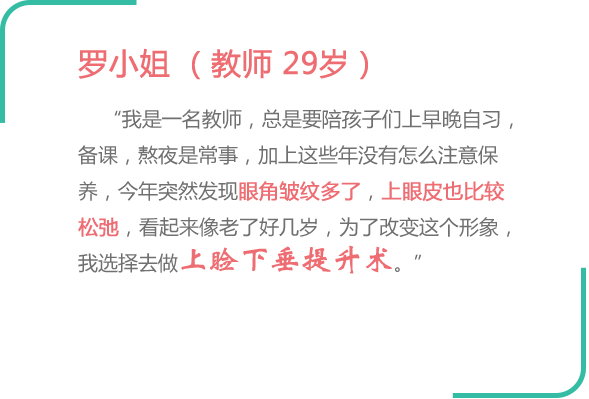 罗小姐 （ 教师 29岁 ）
“我是一名教师，总是要陪孩子们上早晚自习，
备课，熬夜是常事，加上这些年没有怎么注意保
养，今年突然发现眼角皱纹多了，上眼皮也比较
松弛，看起来像老了好几岁，为了改变这个形象，
我选择去做上睑下垂提升术。”